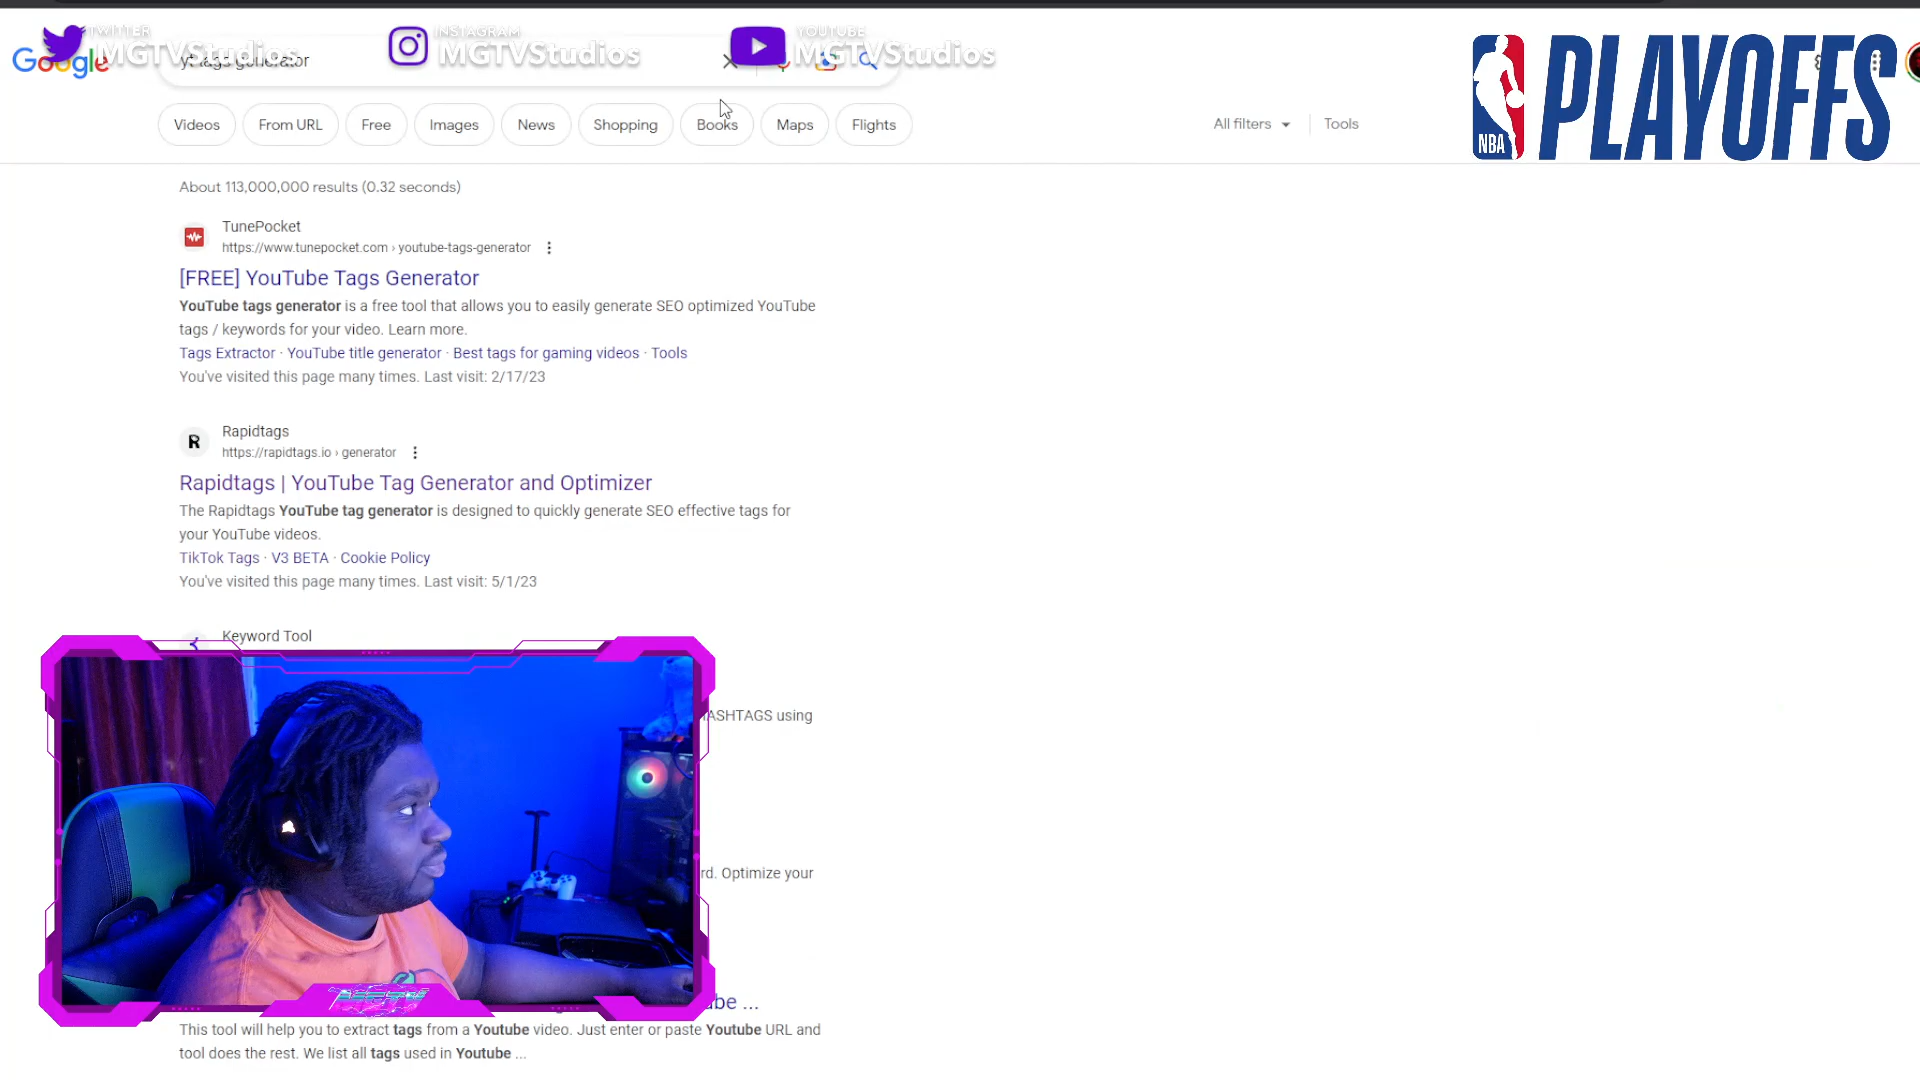 TWITTER
MGTVStudios
INSTAGRAM
MGTVStudios
YOUTUBE
MGTVStudios
Google
yt tags generator
NBA
PLAYOFFS
Videos
From URL
Free
Images
News
Shopping
Books
Maps
Flights
All filters
Tools
About 113,000,000 results (0.32 seconds)
TunePocket
https://www.tunepocket.com › youtube-tags-generator
[FREE] YouTube Tags Generator
YouTube tags generator is a free tool that allows you to easily generate SEO optimized YouTube
tags / keywords for your video. Learn more.
Tags Extractor · YouTube title generator · Best tags for gaming videos · Tools
You've visited this page many times. Last visit: 2/17/23
R
Rapidtags
https://rapidtags.io › generator
Rapidtags | YouTube Tag Generator and Optimizer
The Rapidtags YouTube tag generator is designed to quickly generate SEO effective tags for
your YouTube videos.
TikTok Tags · V3 BETA · Cookie Policy
You've visited this page many times. Last visit: 5/1/23
Keyword Tool
HASHTAGS using
rd. Optimize your
MGTV
be ...
This tool will help you to extract tags from a Youtube video. Just enter or paste Youtube URL and
tool does the rest. We list all tags used in Youtube ...